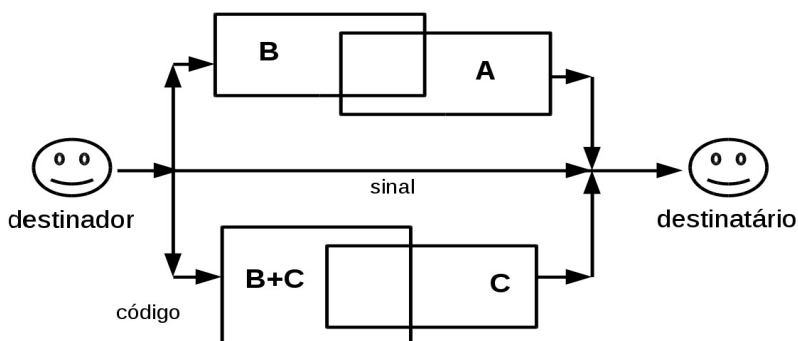 B
A
sinal
destinador
destinatário
B+C
C
código